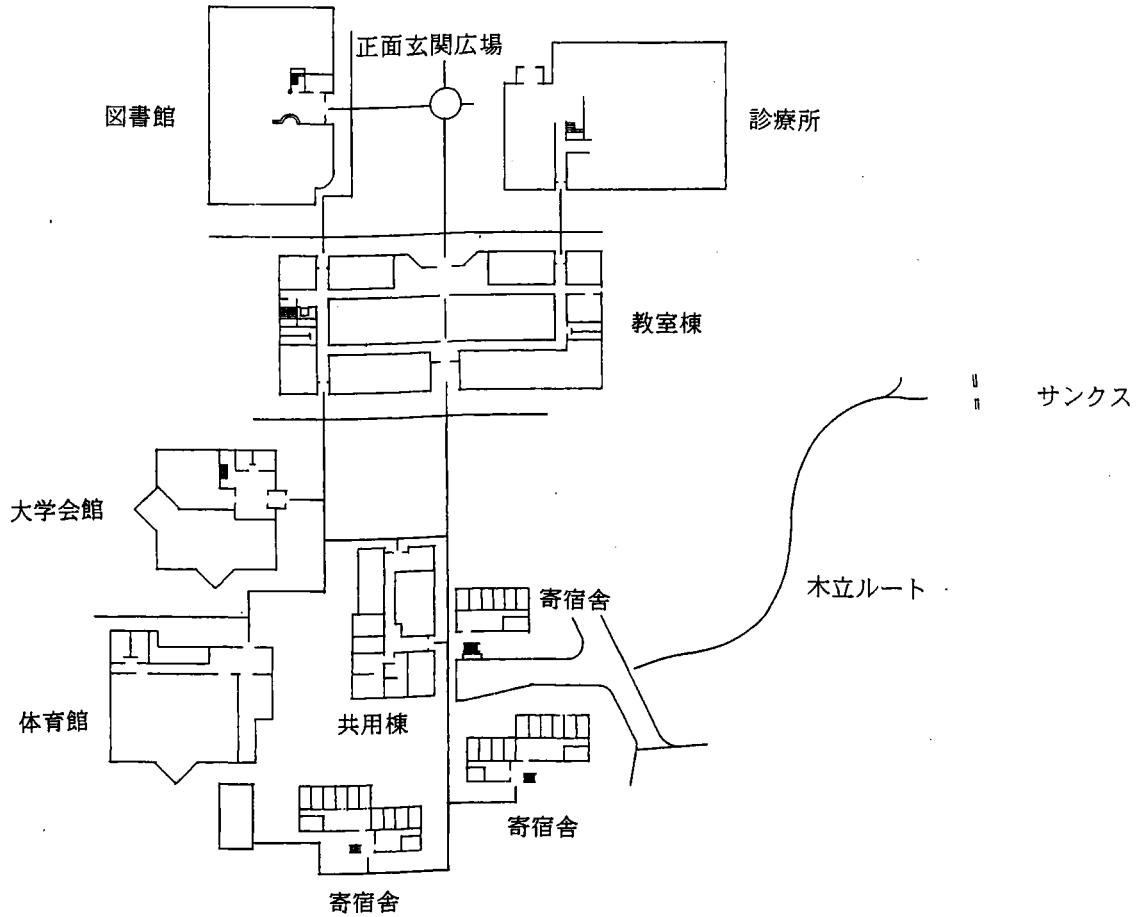 正面玄関広場
図書館
診療所
教室棟
サンクス
大学会館
木立ルート
寄宿舎
体育館
共用棟
寄宿舎
寄宿舎